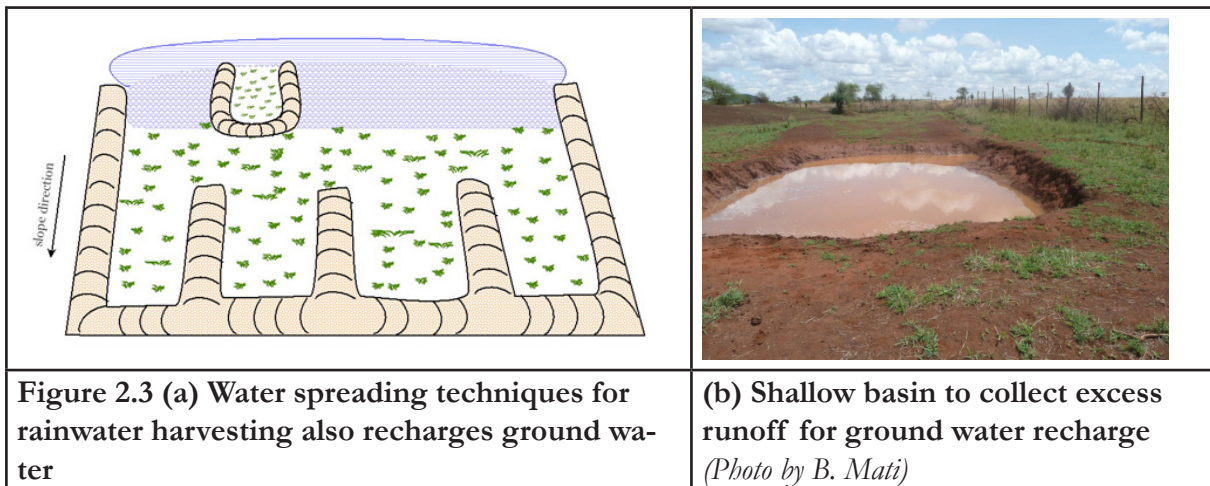 slope direction
Figure 2.3 (a) Water spreading techniques for
rainwater harvesting also recharges ground wa-
ter
(b) Shallow basin to collect excess
runoff for ground water recharge
(Photo by B. Mati)